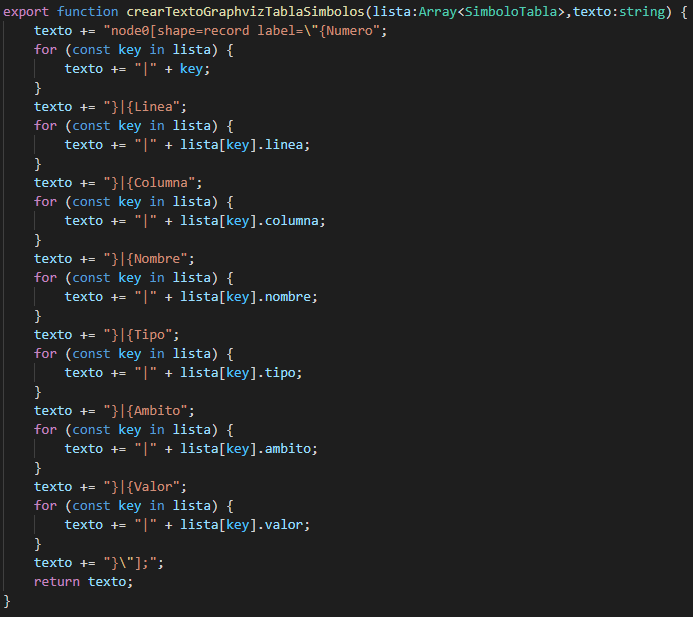 export function crearTextoGraphvizTablaSimbolos(lista:Array<SimboloTabla>,texto:string) {
    texto += "node0[shape=record label=\"{Numero";
    for (const key in lista) {
        texto += "|" + key;
    }
    texto += "}|{Linea";
    for (const key in lista) {
        texto += "|" + lista[key].linea;
    }
    texto += "}|{Columna";
    for (const key in lista) {
        texto += "|" + lista[key].columna;
    }
    texto += "}|{Nombre";
    for (const key in lista) {
        texto += "|" + lista[key].nombre;
    }
    texto += "}|{Tipo";
    for (const key in lista) {
        texto += "|" + lista[key].tipo;
    }
    texto += "}|{Ambito";
    for (const key in lista) {
        texto += "|" + lista[key].ambito;
    }
    texto += "}|{Valor";
    for (const key in lista) {
        texto += "|" + lista[key].valor;
    }
    texto += "}\"];";
    return texto;
}